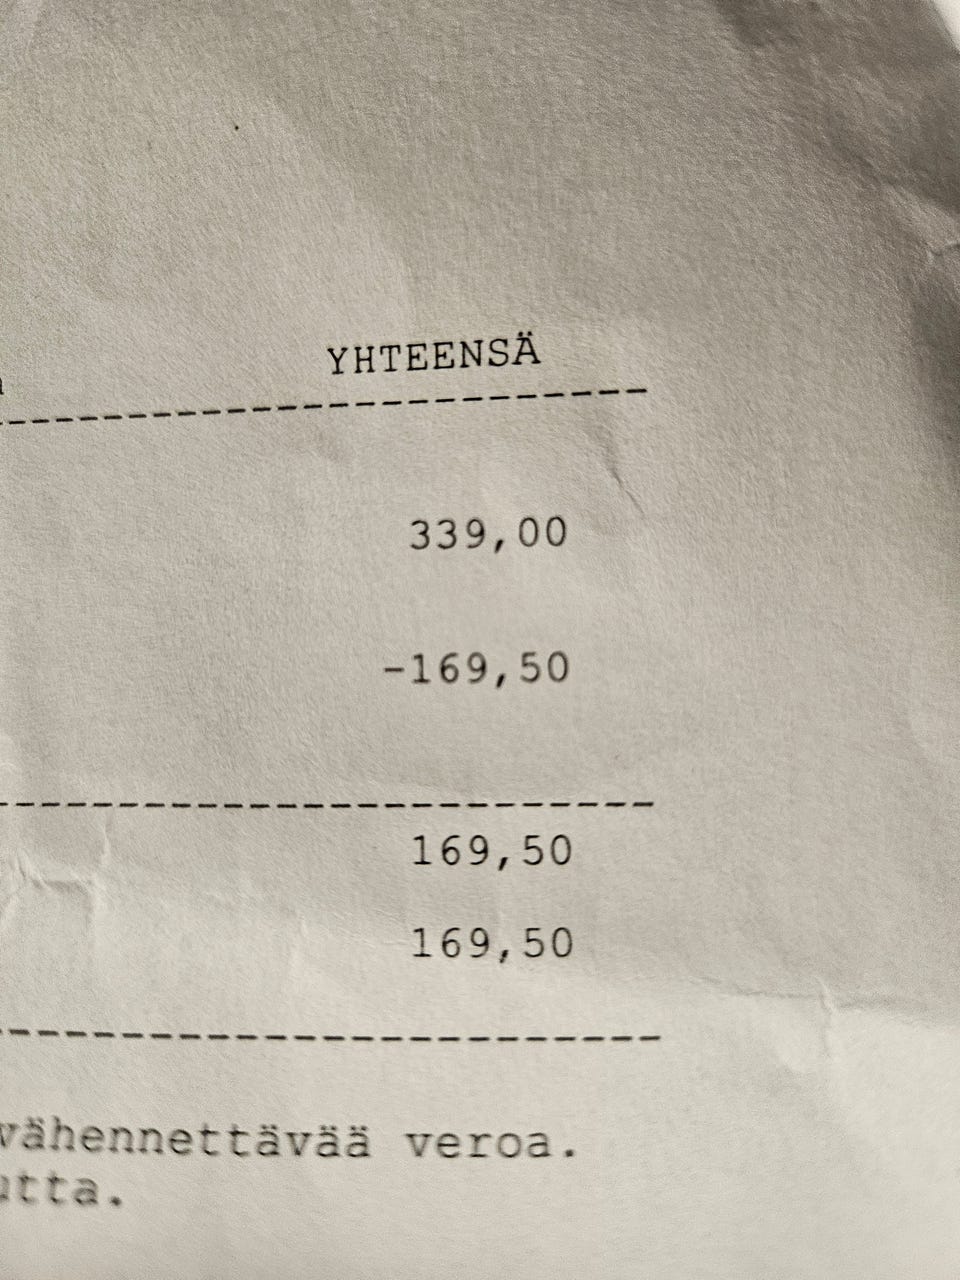 YHTEENSÄ
339,00
-169,50
169,50
169,50
vähennettävää veroa.